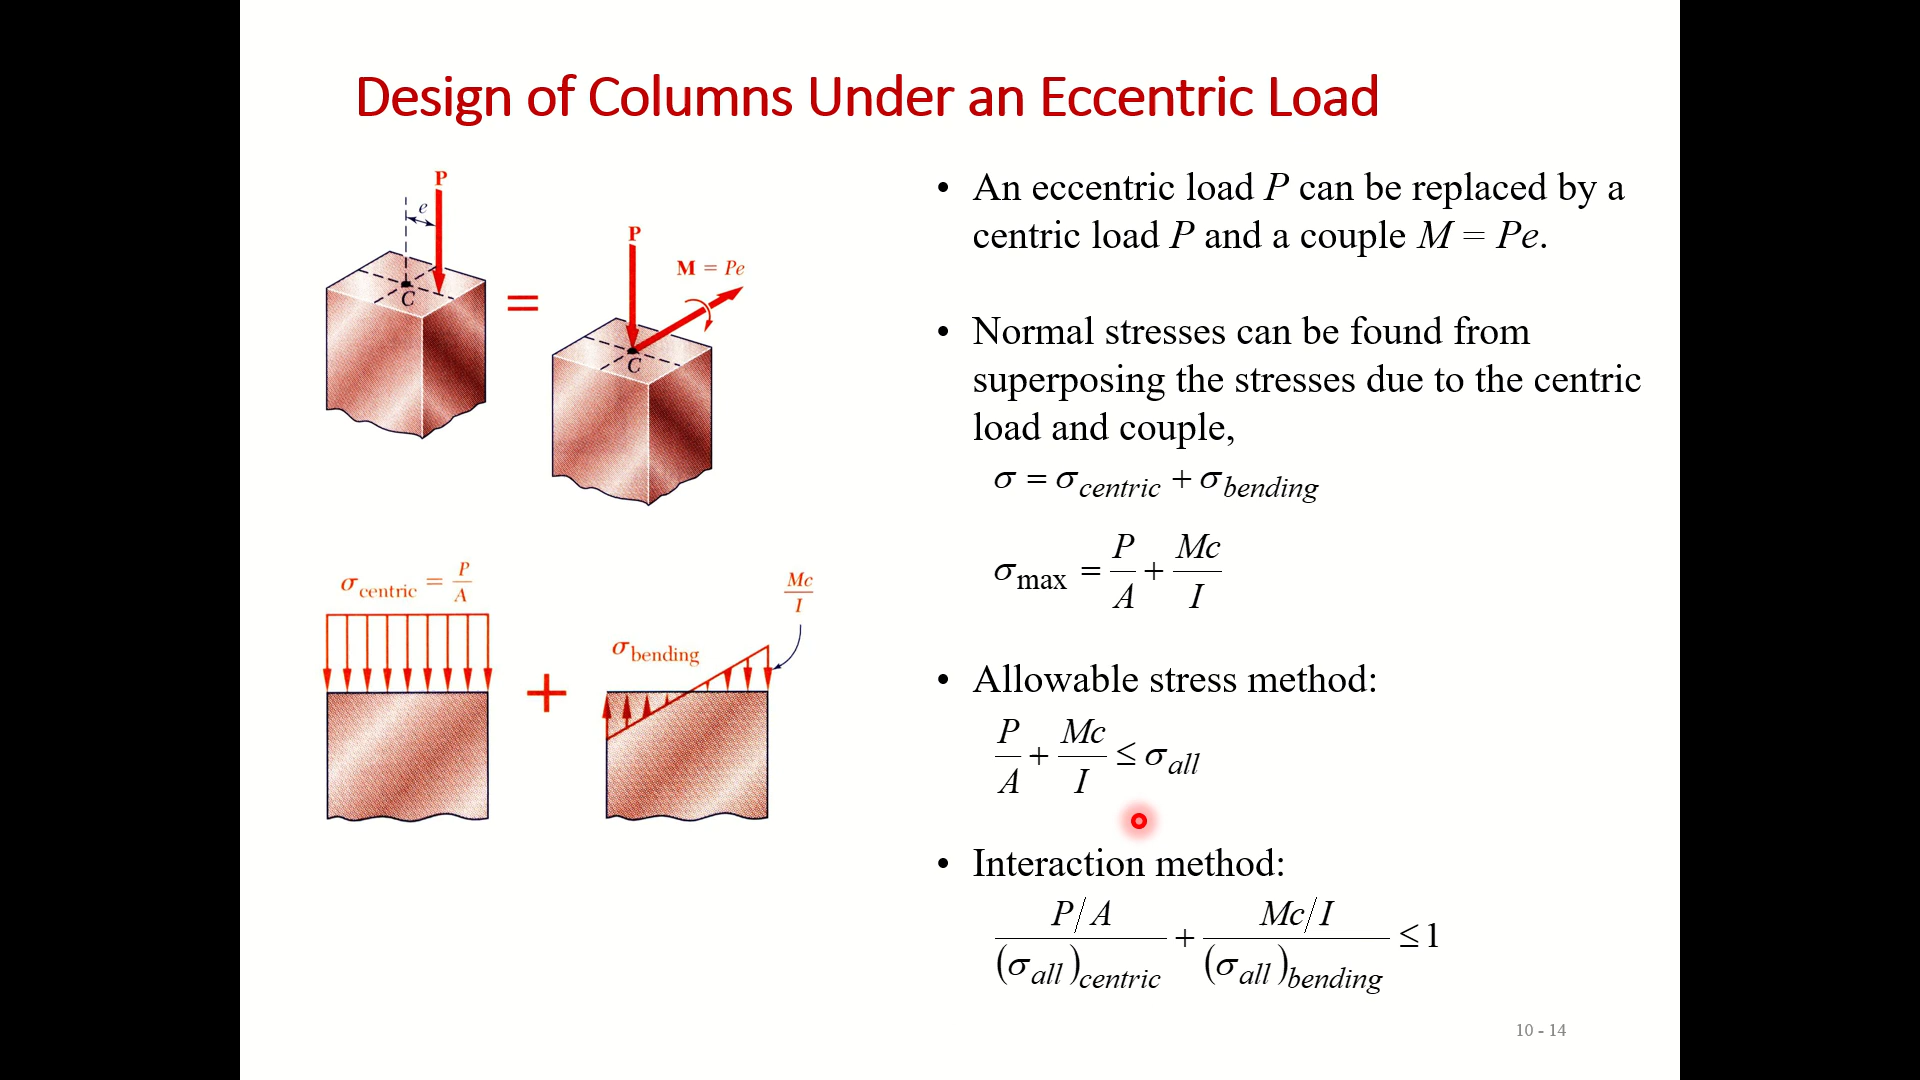 Design of Columns Under an Eccentric Load
P
e
C
=
P
M = Pe
C
σcentric = P/A
+
σbending
Mc/I
• An eccentric load P can be replaced by a
centric load P and a couple M = Pe.
• Normal stresses can be found from
superposing the stresses due to the centric
load and couple,
σ = σcentric + σbending
σmax = P/A + Mc/I
• Allowable stress method:
P/A + Mc/I ≤ σall
• Interaction method:
(P/A)/(σall)centric + (Mc/I)/(σall)bending ≤ 1
10 - 14